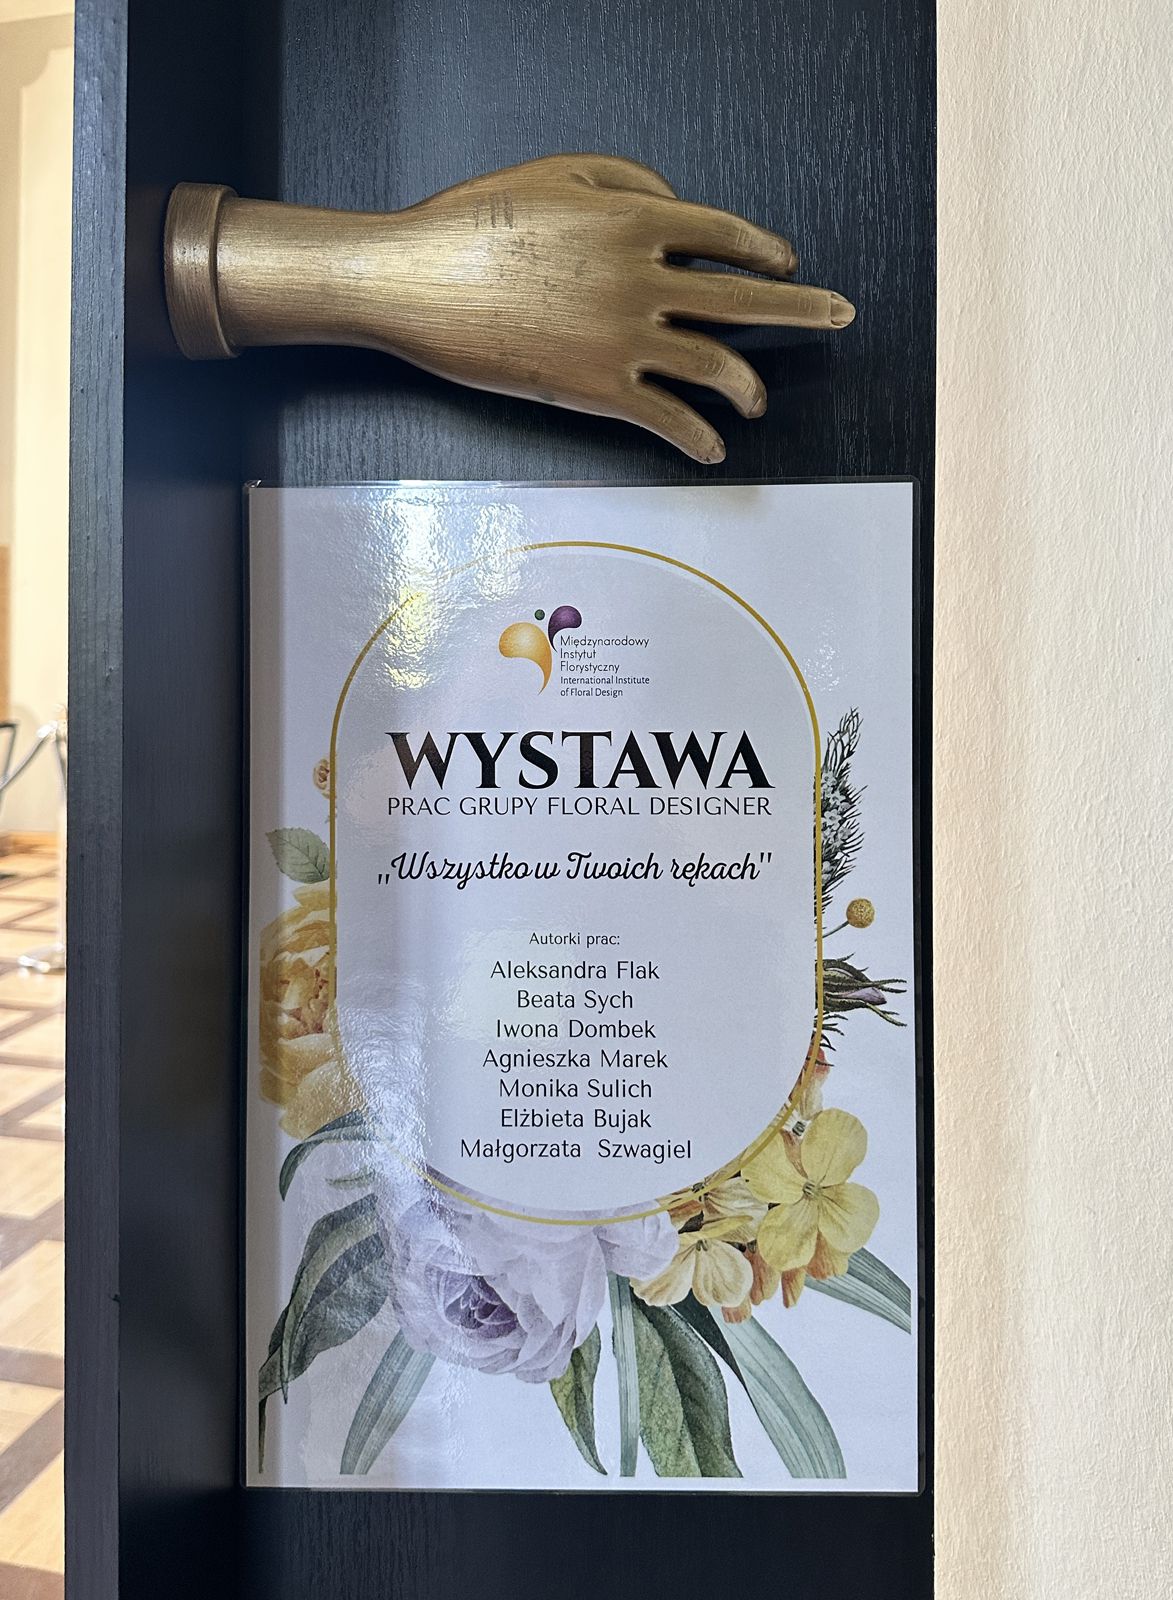 Międzynarodowy
Instytut
Florystyczny
International Institute
of Floral Design
WYSTAWA
PRAC GRUPY FLORAL DESIGNER
„Wszystko w Twoich rękach"
Autorki prac:
Aleksandra Flak
Beata Sych
Iwona Dombek
Agnieszka Marek
Monika Sulich
Elżbieta Bujak
Małgorzata Szwagiel